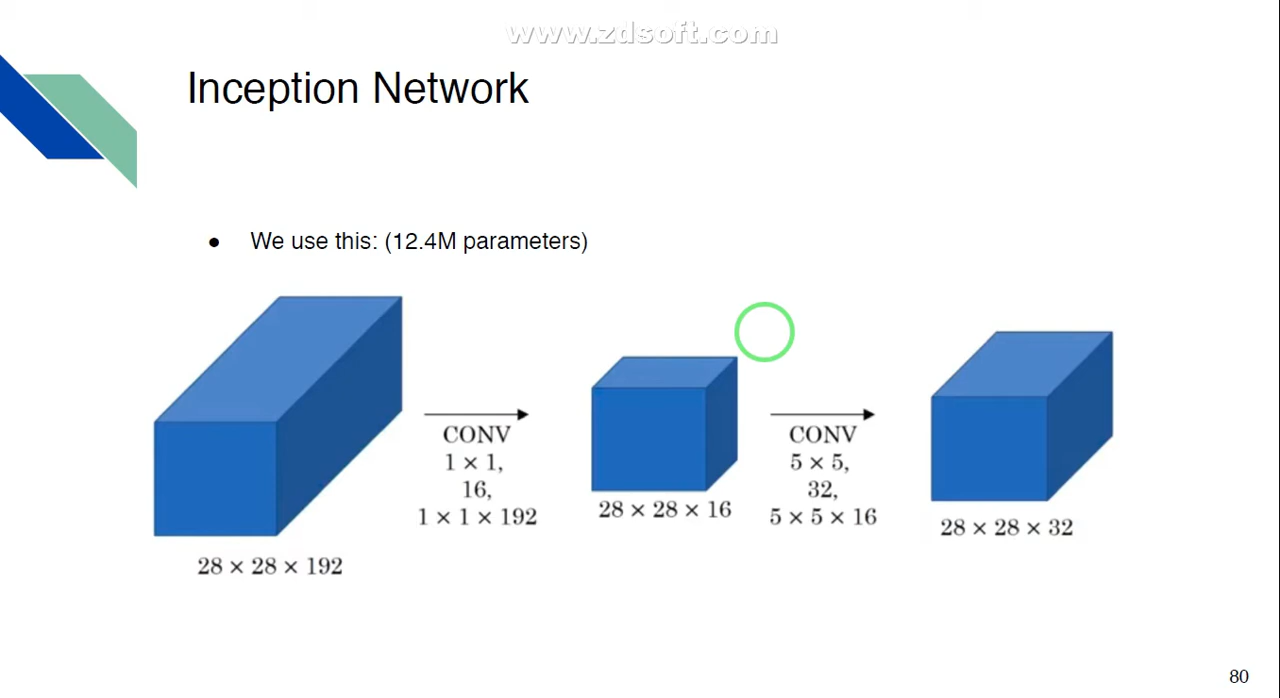 www.zdsoft.com
Inception Network
● We use this: (12.4M parameters)
CONV
1 × 1,
16,
1 × 1 × 192
CONV
5 × 5,
32,
5 × 5 × 16
28 × 28 × 192
28 × 28 × 16
28 × 28 × 32
80